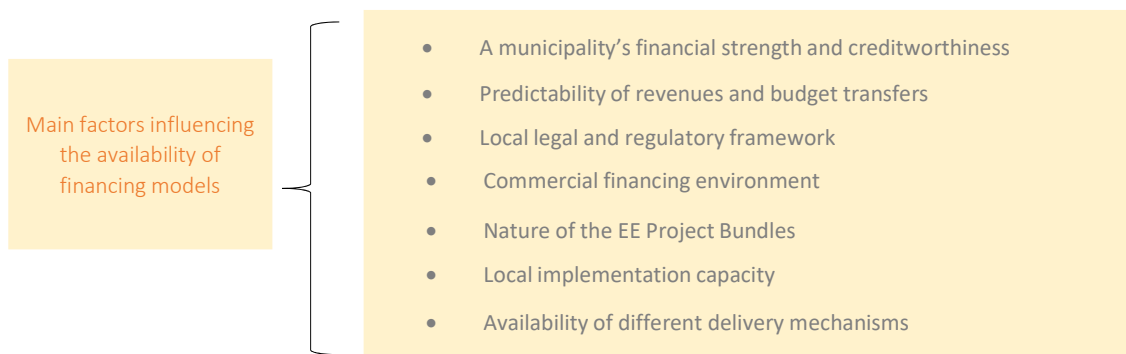 Main factors influencing
the availability of
financing models
• A municipality’s financial strength and creditworthiness
• Predictability of revenues and budget transfers
• Local legal and regulatory framework
• Commercial financing environment
• Nature of the EE Project Bundles
• Local implementation capacity
• Availability of different delivery mechanisms